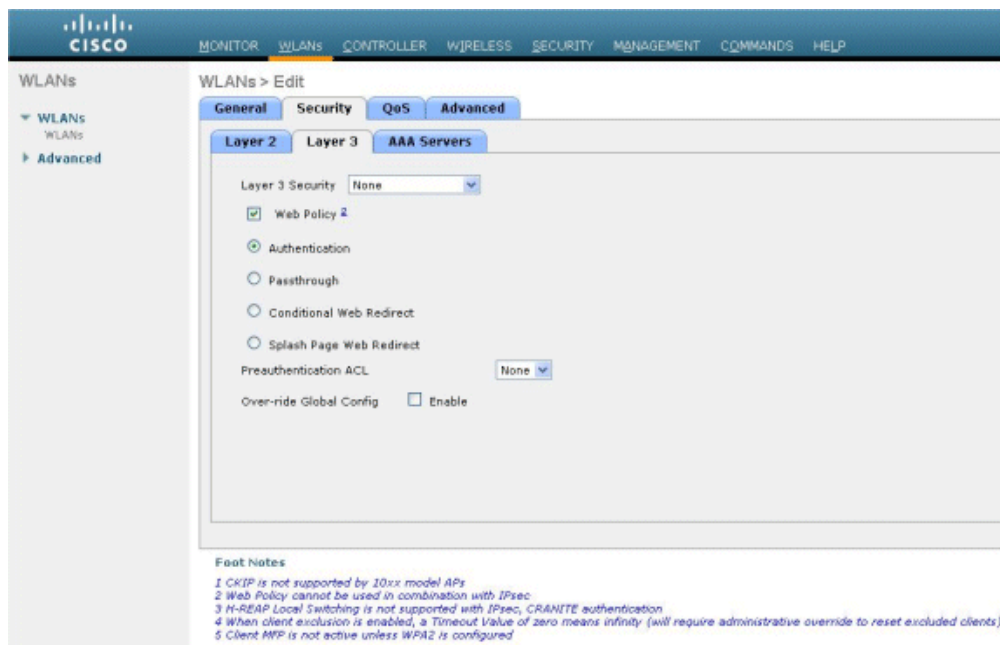 CISCO
MONITOR WLANs CONTROLLER WIRELESS SECURITY MANAGEMENT COMMANDS HELP
WLANs
WLANs > Edit
General Security QoS Advanced
WLANs
WLANs
Advanced
Layer 2 Layer 3 AAA Servers
Layer 3 Security None
Web Policy 2
Authentication
Passthrough
Conditional Web Redirect
Splash Page Web Redirect
Preauthentication ACL None
Over-ride Global Config Enable
Foot Notes
1 CKIP is not supported by 10xx model APs
2 Web Policy cannot be used in combination with IPsec
3 H-REAP Local Switching is not supported with IPsec, CRANITE authentication
4 When client exclusion is enabled, a Timeout Value of zero means infinity (will require administrative override to reset excluded clients)
5 Client MFP is not active unless WPA2 is configured